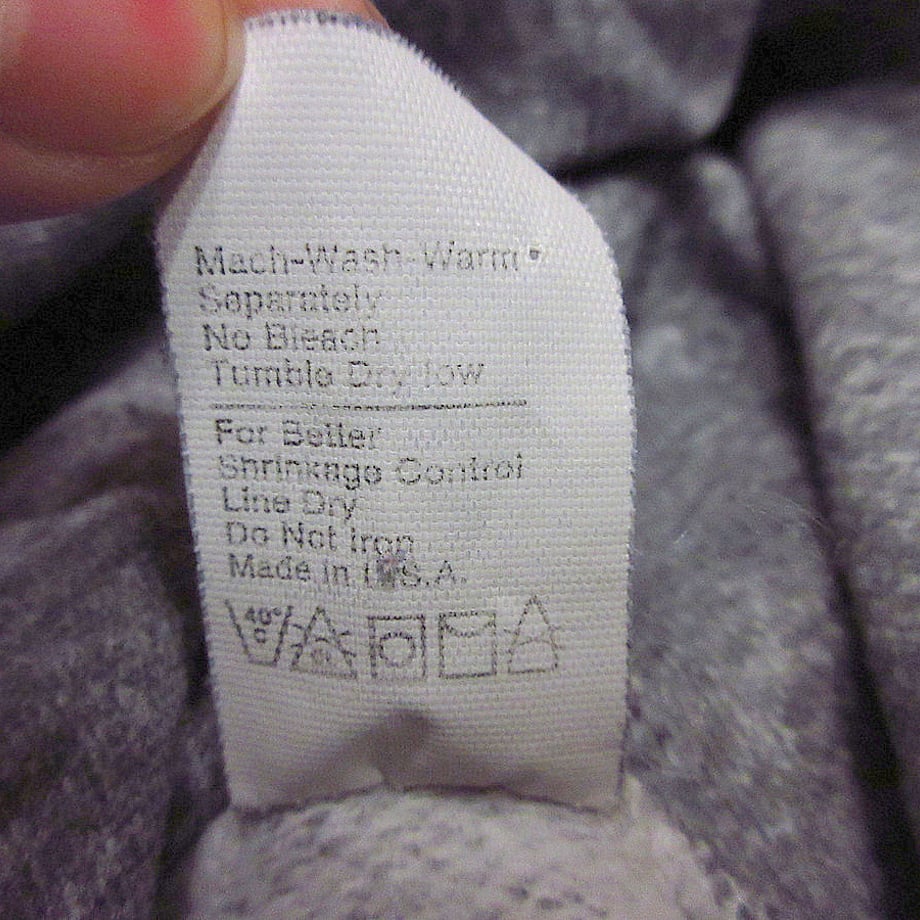 Mach-Wash-Warm
Separately
No Bleach
Tumble Dry low
For Better
Shrinkage Control
Line Dry
Do Not Iron
Made in U.S.A.
40°
C
CL